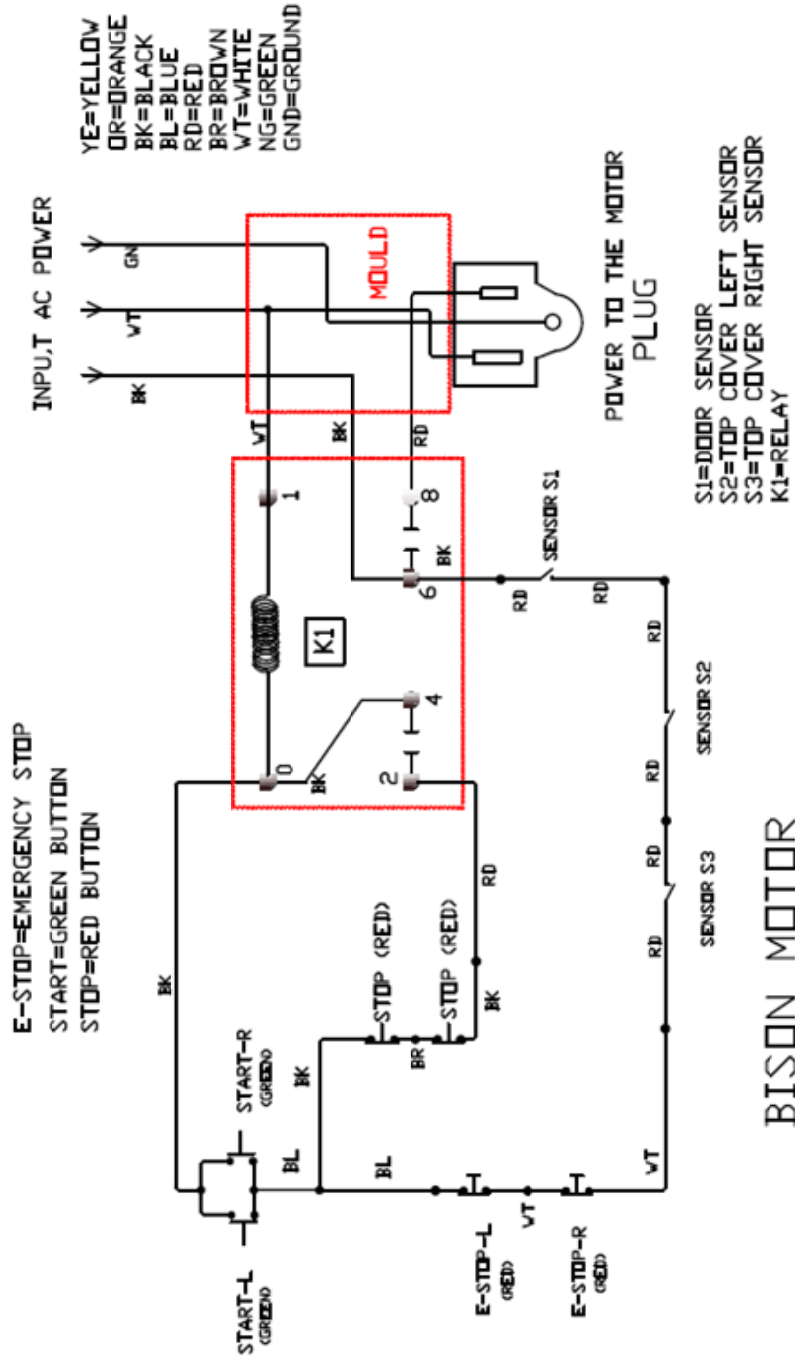 E-STOP=EMERGENCY STOP
START=GREEN BUTTON
STOP=RED BUTTON
INPU,T AC POWER
YE=YELLOW
OR=ORANGE
BK=BLACK
BL=BLUE
RD=RED
BR=BROWN
WT=WHITE
NG=GREEN
GND=GROUND
BK
WT
GN
BK
START-R
(GREEN)
START-L
(GREEN)
BL
BK
STOP (RED)
BR
STOP (RED)
BK
RD
0
1
K1
BK
2
4
6
8
BK
WT
BK
RD
MOULD
POWER TO THE MOTOR
PLUG
BL
E-STOP-L
(RED)
WT
E-STOP-R
(RED)
WT
RD
SENSOR S3
RD
RD
SENSOR S2
RD
RD
SENSOR S1
RD
S1=DOOR SENSOR
S2=TOP COVER LEFT SENSOR
S3=TOP COVER RIGHT SENSOR
K1=RELAY
BISON MOTOR